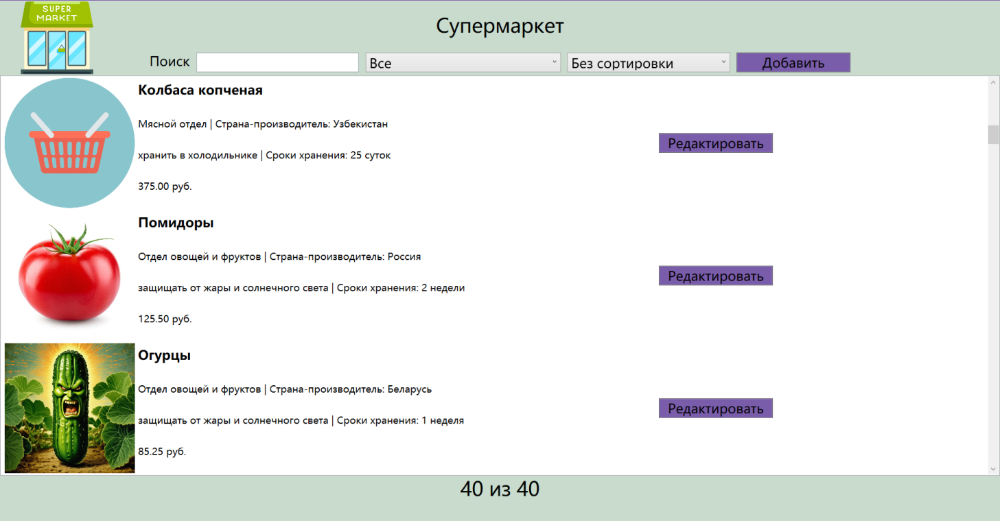 SUPER
MARKET
Супермаркет
Поиск Все Без сортировки Добавить
Колбаса копченая
Мясной отдел | Страна-производитель: Узбекистан
хранить в холодильнике | Сроки хранения: 25 суток
375.00 руб.
Редактировать
Помидоры
Отдел овощей и фруктов | Страна-производитель: Россия
защищать от жары и солнечного света | Сроки хранения: 2 недели
125.50 руб.
Редактировать
Огурцы
Отдел овощей и фруктов | Страна-производитель: Беларусь
защищать от жары и солнечного света | Сроки хранения: 1 неделя
85.25 руб.
Редактировать
40 из 40